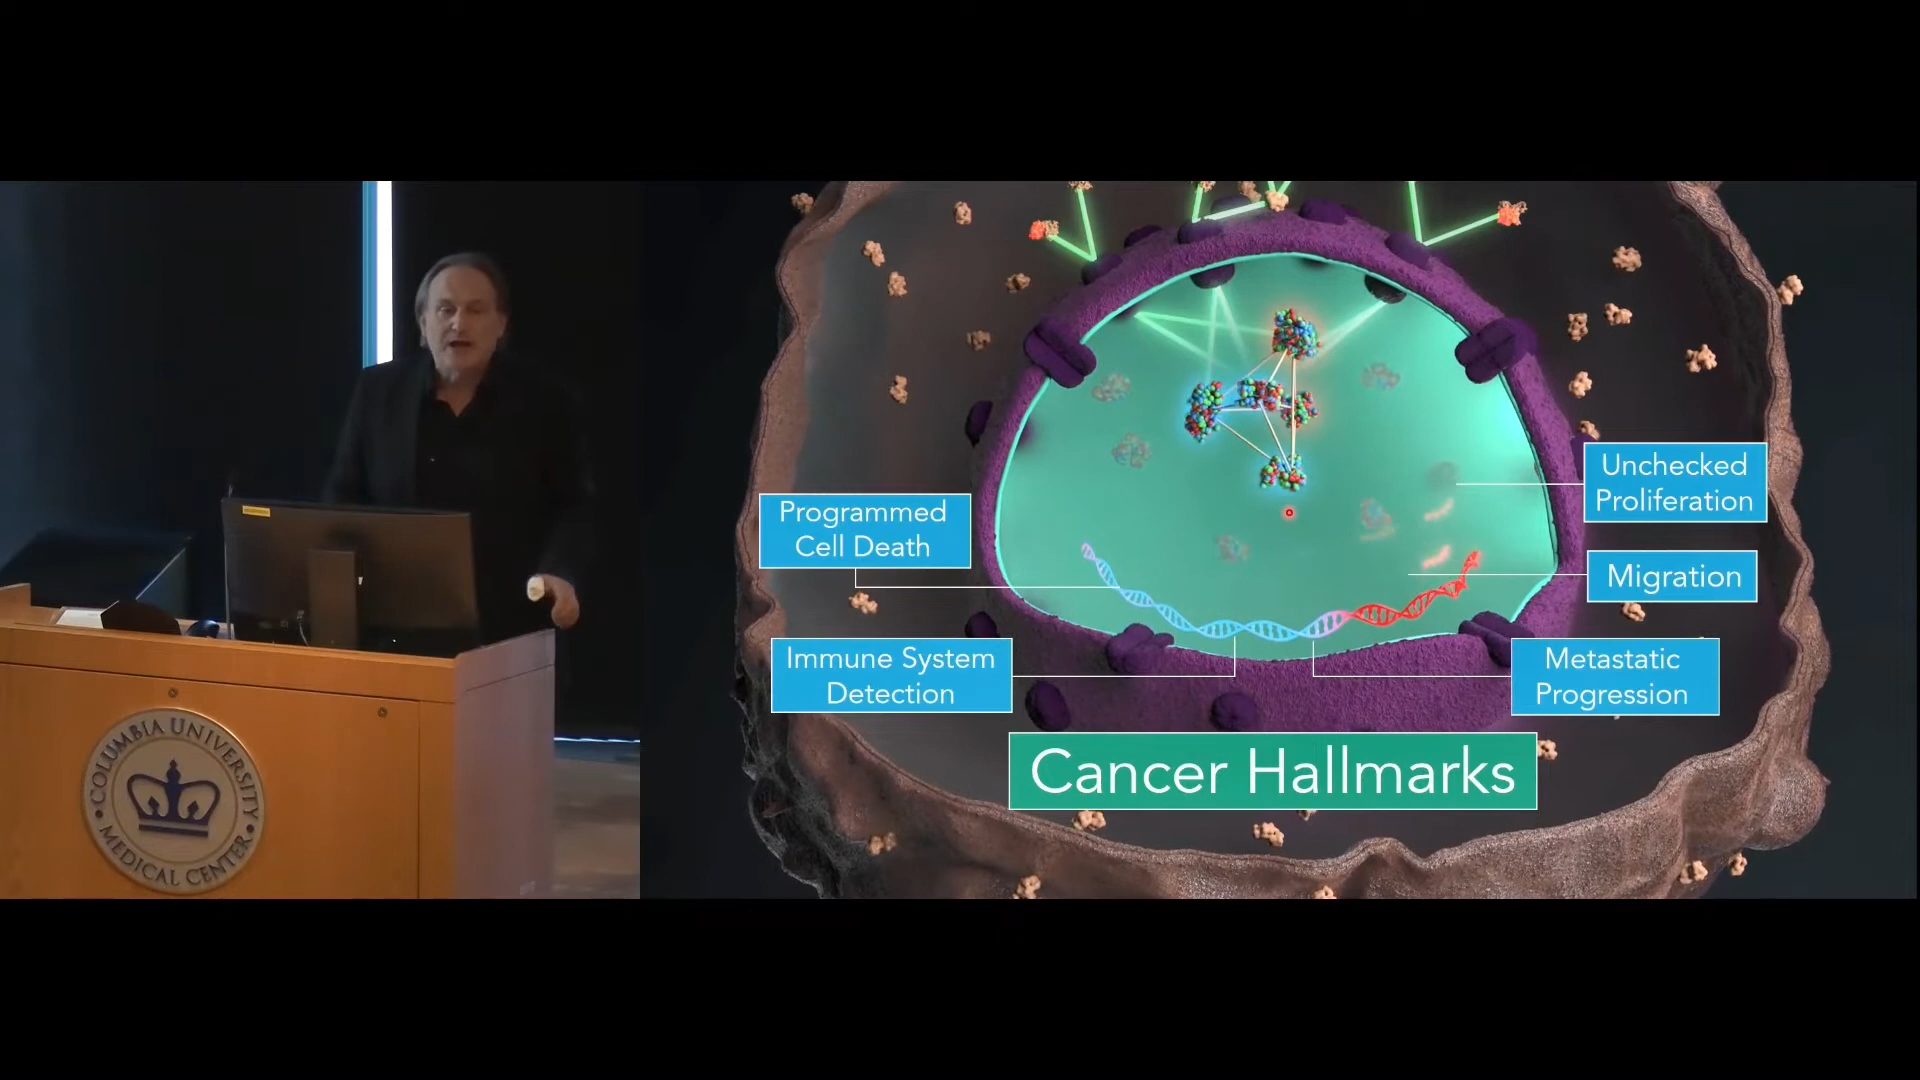 COLUMBIA UNIVERSITY
MEDICAL CENTER
Programmed
Cell Death
Immune System
Detection
Unchecked
Proliferation
Migration
Metastatic
Progression
Cancer Hallmarks